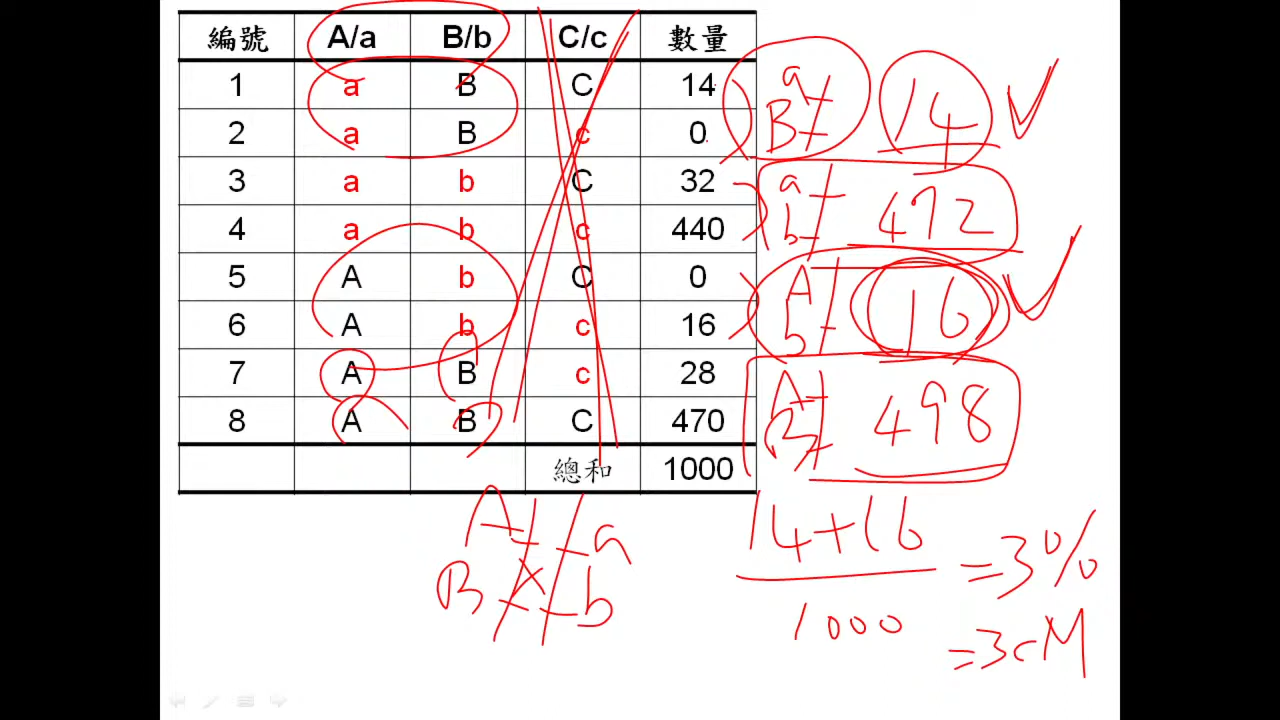 編號 A/a B/b C/c 數量
1 a B C 14
2 a B c 0
3 a b C 32
4 a b c 440
5 A b C 0
6 A b c 16
7 A B c 28
8 A B C 470
總和 1000
a
B
14
a
b
492
A
b
16
A
B
498
A a
B b
14+16
1000
=3%
=3cM